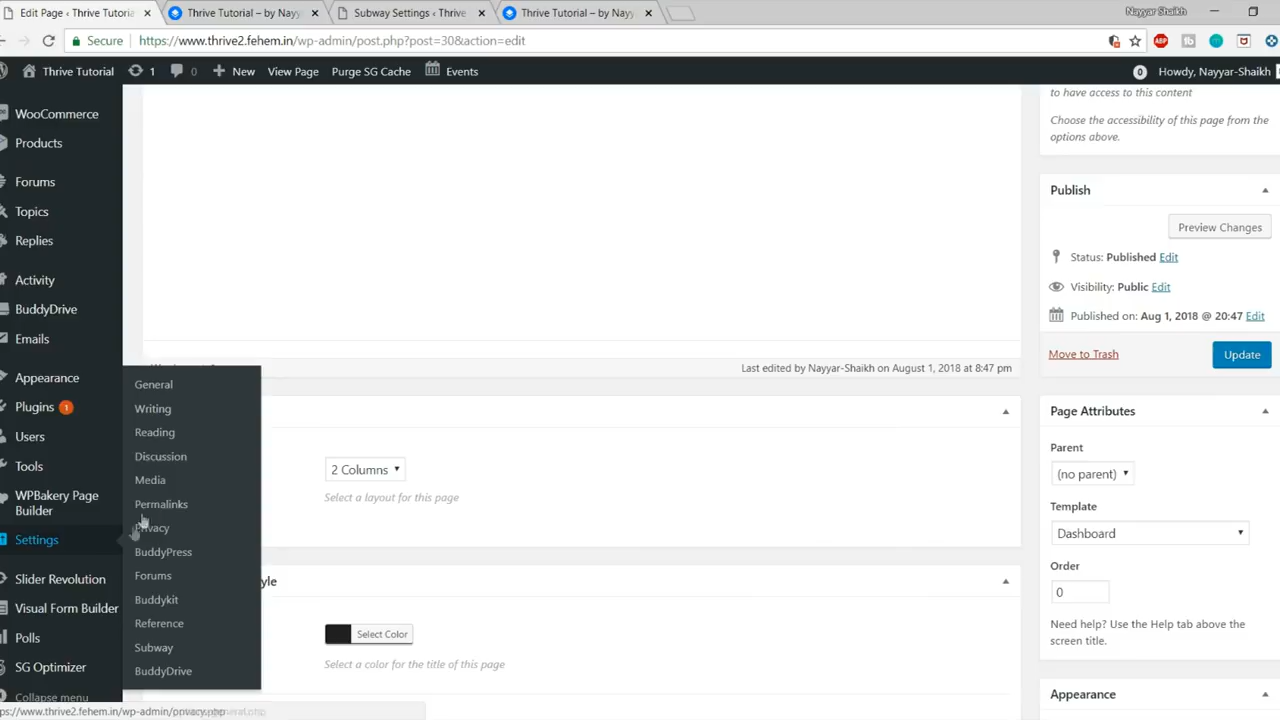 Edit Page ‹ Thrive Tutorial
Thrive Tutorial – by Nayy
Subway Settings ‹ Thrive
Thrive Tutorial – by Nayy
Nayyar Shaikh
Secure
https://www.thrive2.fehem.in/wp-admin/post.php?post=30&action=edit
Thrive Tutorial
1
0
New
View Page
Purge SG Cache
Events
0
Howdy, Nayyar-Shaikh
WooCommerce
Products
Forums
Topics
Replies
Activity
BuddyDrive
Emails
Appearance
Plugins 1
Users
Tools
WPBakery Page
Builder
Settings
Slider Revolution
Visual Form Builder
Polls
SG Optimizer
Collapse menu
General
Writing
Reading
Discussion
Media
Permalinks
Privacy
BuddyPress
Forums
Buddykit
Reference
Subway
BuddyDrive
Last edited by Nayyar-Shaikh on August 1, 2018 at 8:47 pm
2 Columns
Select a layout for this page
yle
Select Color
Select a color for the title of this page
to have access to this content
Choose the accessibility of this page from the
options above.
Publish
Preview Changes
Status: Published Edit
Visibility: Public Edit
Published on: Aug 1, 2018 @ 20:47 Edit
Move to Trash
Update
Page Attributes
Parent
(no parent)
Template
Dashboard
Order
0
Need help? Use the Help tab above the
screen title.
Appearance
ps://www.thrive2.fehem.in/wp-admin/privacy.php